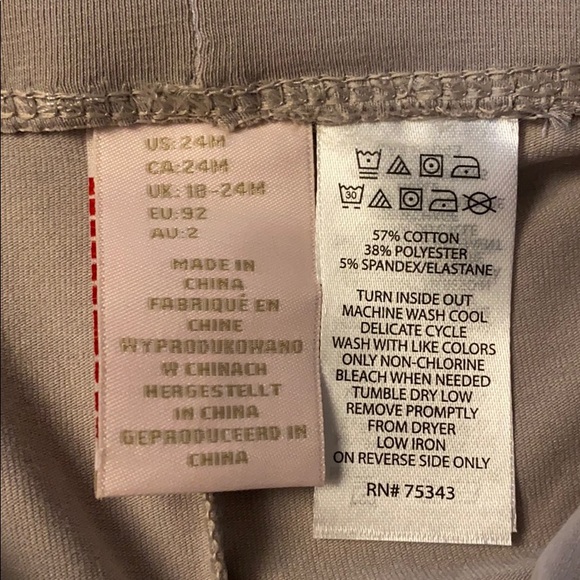 US: 24M
CA: 24M
UK: 18-24M
EU: 92
AU: 2
MADE IN
CHINA
FABRIQUÉ EN
CHINE
WYPRODUKOWANO
W CHINACH
HERGESTELLT
IN CHINA
GEPRODUCEERD IN
CHINA
30
57% COTTON
38% POLYESTER
5% SPANDEX/ELASTANE
TURN INSIDE OUT
MACHINE WASH COOL
DELICATE CYCLE
WASH WITH LIKE COLORS
ONLY NON-CHLORINE
BLEACH WHEN NEEDED
TUMBLE DRY LOW
REMOVE PROMPTLY
FROM DRYER
LOW IRON
ON REVERSE SIDE ONLY
RN# 75343